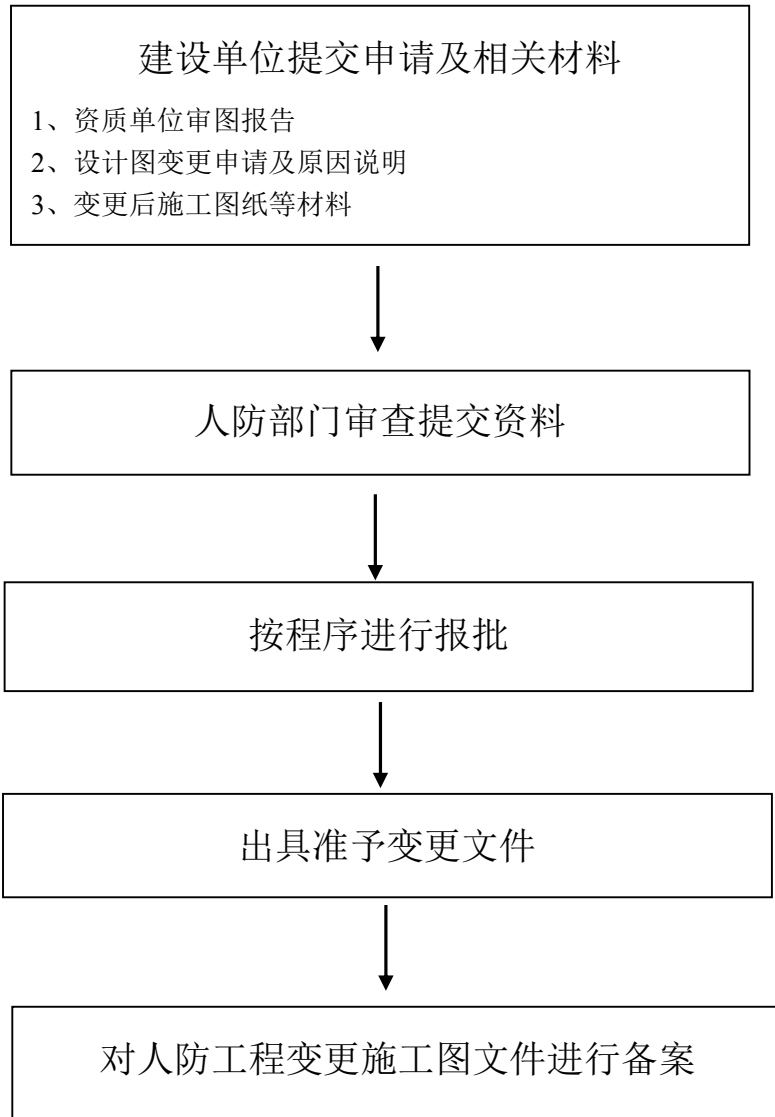 建设单位提交申请及相关材料
1、资质单位审图报告
2、设计图变更申请及原因说明
3、变更后施工图纸等材料
人防部门审查提交资料
按程序进行报批
出具准予变更文件
对人防工程变更施工图文件进行备案